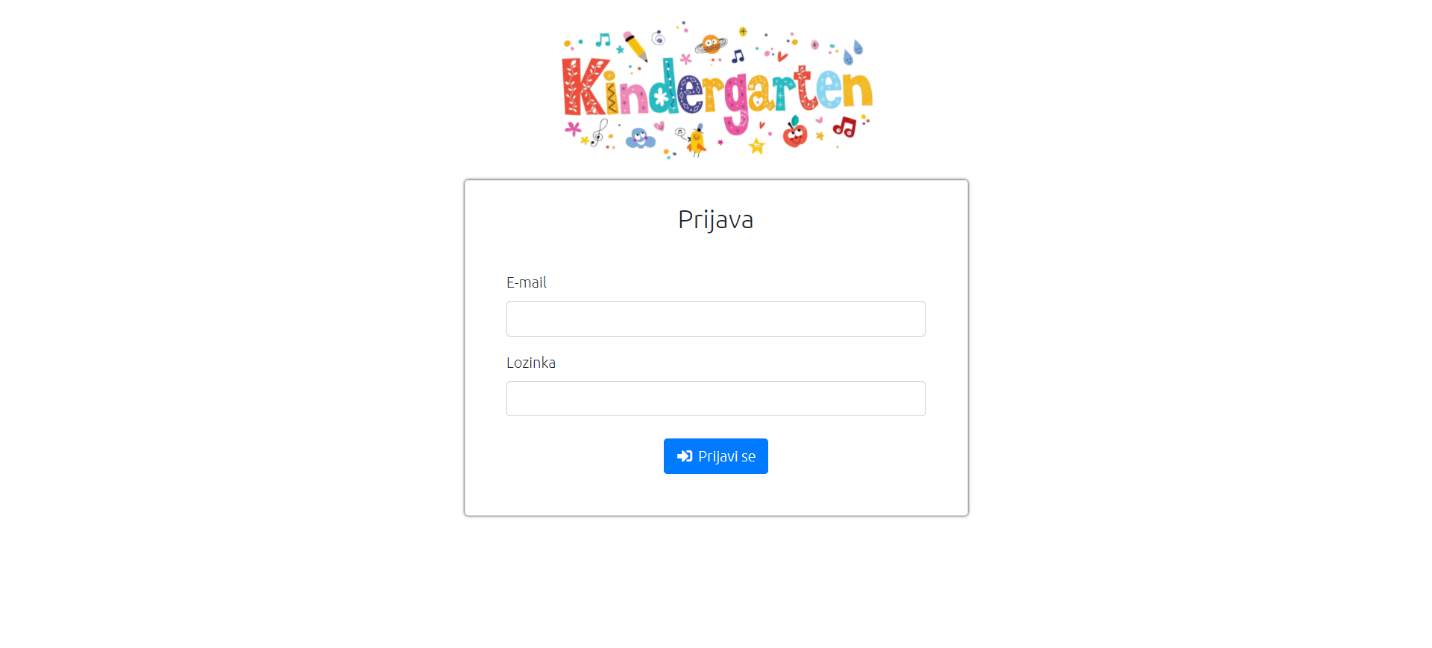 Kindergarten
Prijava
E-mail
Lozinka
Prijavi se